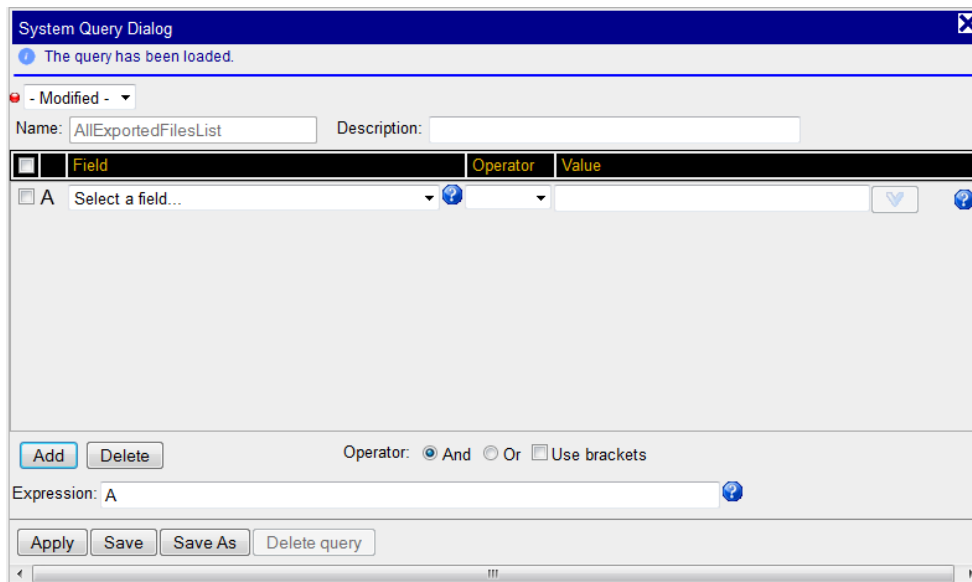 System Query Dialog
The query has been loaded.
- Modified -
Name: AllExportedFilesList Description:
Field Operator Value
A Select a field...
Add Delete Operator: And Or Use brackets
Expression: A
Apply Save Save As Delete query